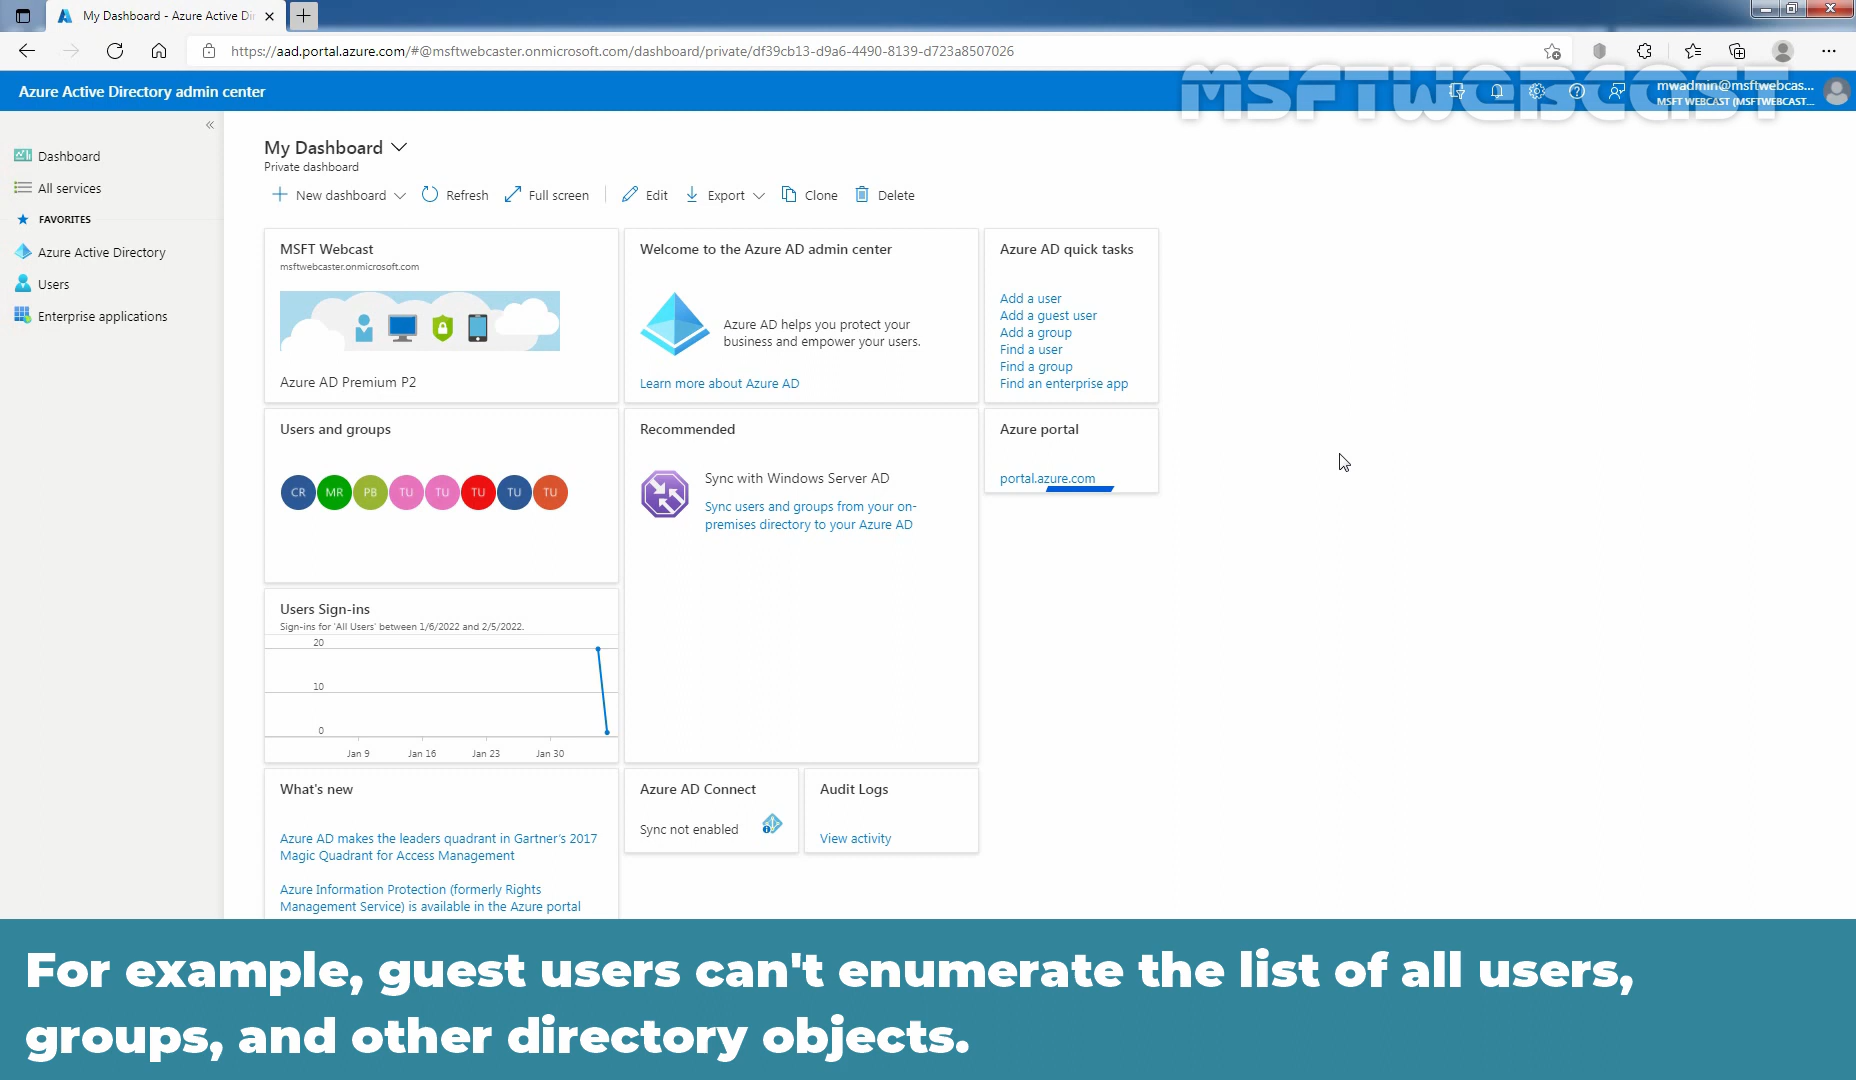 My Dashboard - Azure Active Dir
https://aad.portal.azure.com/#@msftwebcaster.onmicrosoft.com/dashboard/private/df39cb13-d9a6-4490-8139-d723a8507026
MSFTWEBCAST
Azure Active Directory admin center
mwadmin@msftwebcas...
MSFT WEBCAST (MSFTWEBCAST...
Dashboard
All services
FAVORITES
Azure Active Directory
Users
Enterprise applications
My Dashboard
Private dashboard
New dashboard
Refresh
Full screen
Edit
Export
Clone
Delete
MSFT Webcast
msftwebcaster.onmicrosoft.com
Azure AD Premium P2
Welcome to the Azure AD admin center
Azure AD helps you protect your
business and empower your users.
Learn more about Azure AD
Azure AD quick tasks
Add a user
Add a guest user
Add a group
Find a user
Find a group
Find an enterprise app
Users and groups
CR MR PB TU TU TU TU TU
Recommended
Sync with Windows Server AD
Sync users and groups from your on-
premises directory to your Azure AD
Azure portal
portal.azure.com
Users Sign-ins
Sign-ins for 'All Users' between 1/6/2022 and 2/5/2022.
20
10
0
Jan 9 Jan 16 Jan 23 Jan 30
What's new
Azure AD makes the leaders quadrant in Gartner's 2017
Magic Quadrant for Access Management
Azure Information Protection (formerly Rights
Management Service) is available in the Azure portal
Azure AD Connect
Sync not enabled
Audit Logs
View activity
For example, guest users can't enumerate the list of all users,
groups, and other directory objects.